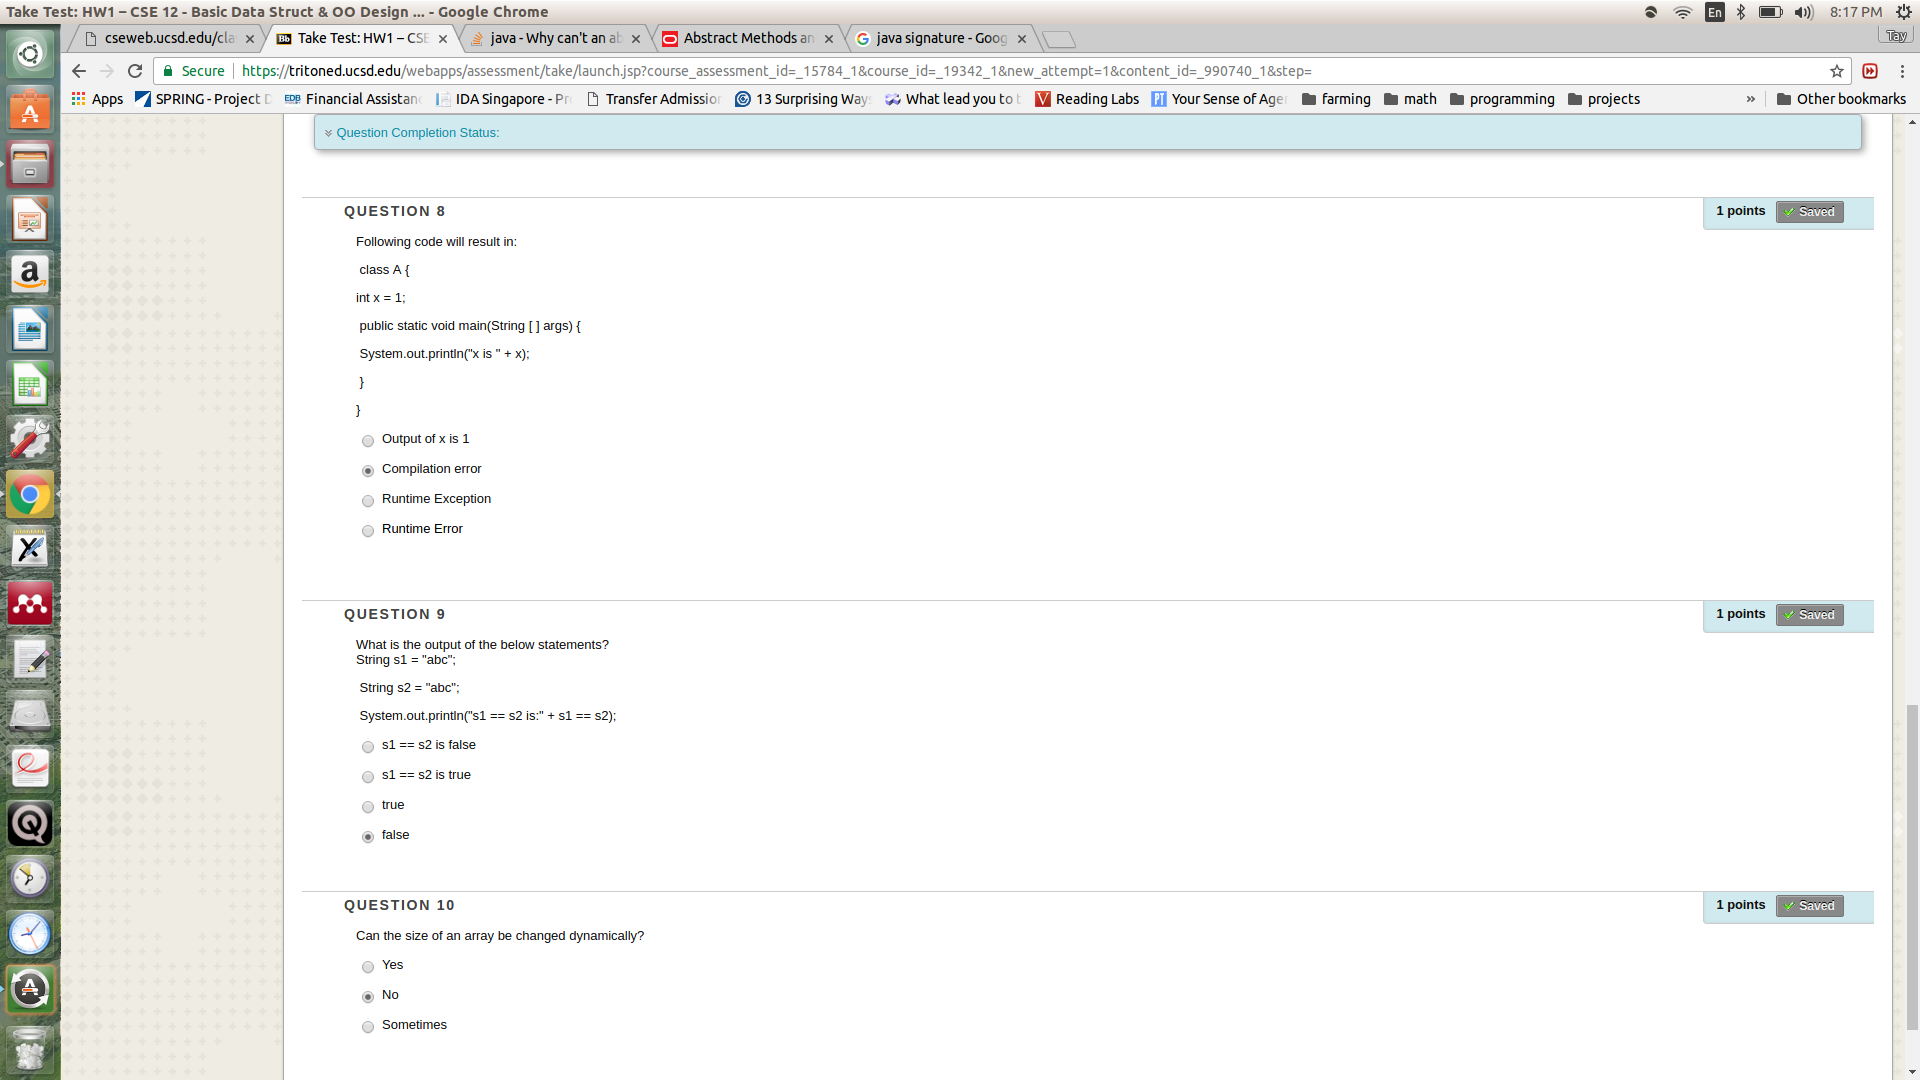 Take Test: HW1 – CSE 12 - Basic Data Struct & OO Design ... - Google Chrome
En
8:17 PM
cseweb.ucsd.edu/cla
Bb Take Test: HW1 – CSE
java - Why can't an ab
Abstract Methods an
java signature - Goog
Tay
Secure
https://tritoned.ucsd.edu/webapps/assessment/take/launch.jsp?course_assessment_id=_15784_1&course_id=_19342_1&new_attempt=1&content_id=_990740_1&step=
Apps
SPRING - Project D
EDB Financial Assistan
IDA Singapore - Pr
Transfer Admission
13 Surprising Way
What lead you to t
Reading Labs
Your Sense of Age
farming
math
programming
projects
»
Other bookmarks
Question Completion Status:
QUESTION 8
1 points
Saved
Following code will result in:
class A {
int x = 1;
public static void main(String [ ] args) {
System.out.println("x is " + x);
}
}
Output of x is 1
Compilation error
Runtime Exception
Runtime Error
QUESTION 9
1 points
Saved
What is the output of the below statements?
String s1 = "abc";
String s2 = "abc";
System.out.println("s1 == s2 is:" + s1 == s2);
s1 == s2 is false
s1 == s2 is true
true
false
QUESTION 10
1 points
Saved
Can the size of an array be changed dynamically?
Yes
No
Sometimes